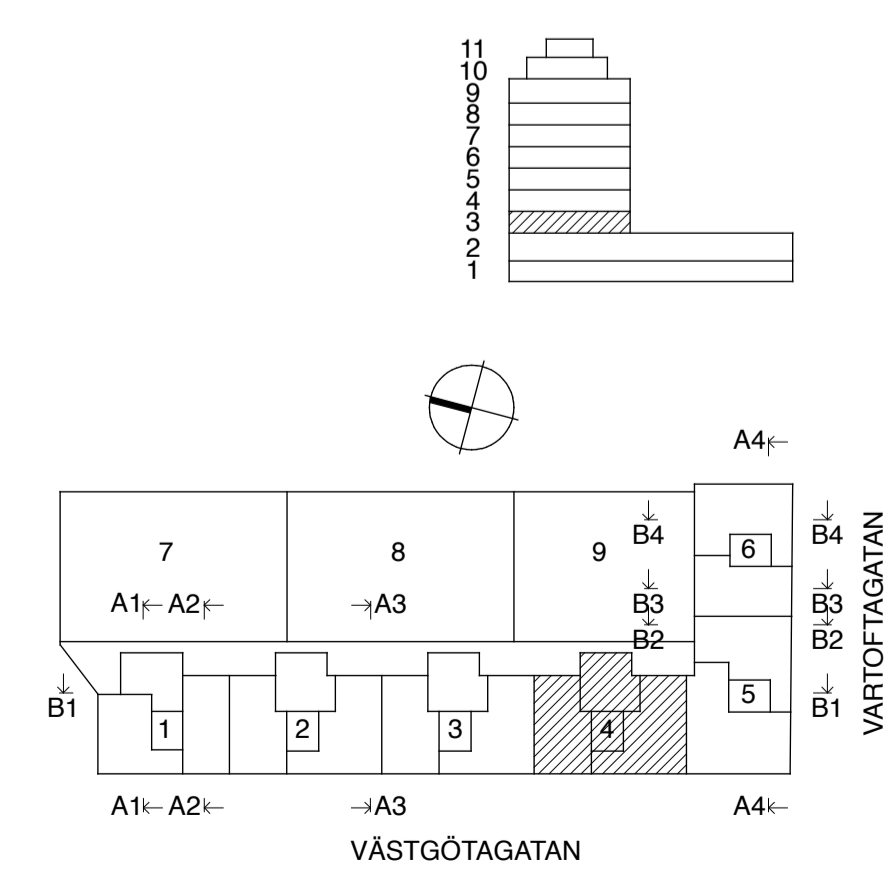 11
10
9
8
7
6
5
4
3
2
1
A4
7
8
9
B4
6
B4
A1 A2
A3
B3
B3
B2
B2
B1
1
2
3
4
5
B1
VARTOFTAGATAN
A1 A2
A3
A4
VÄSTGÖTAGATAN